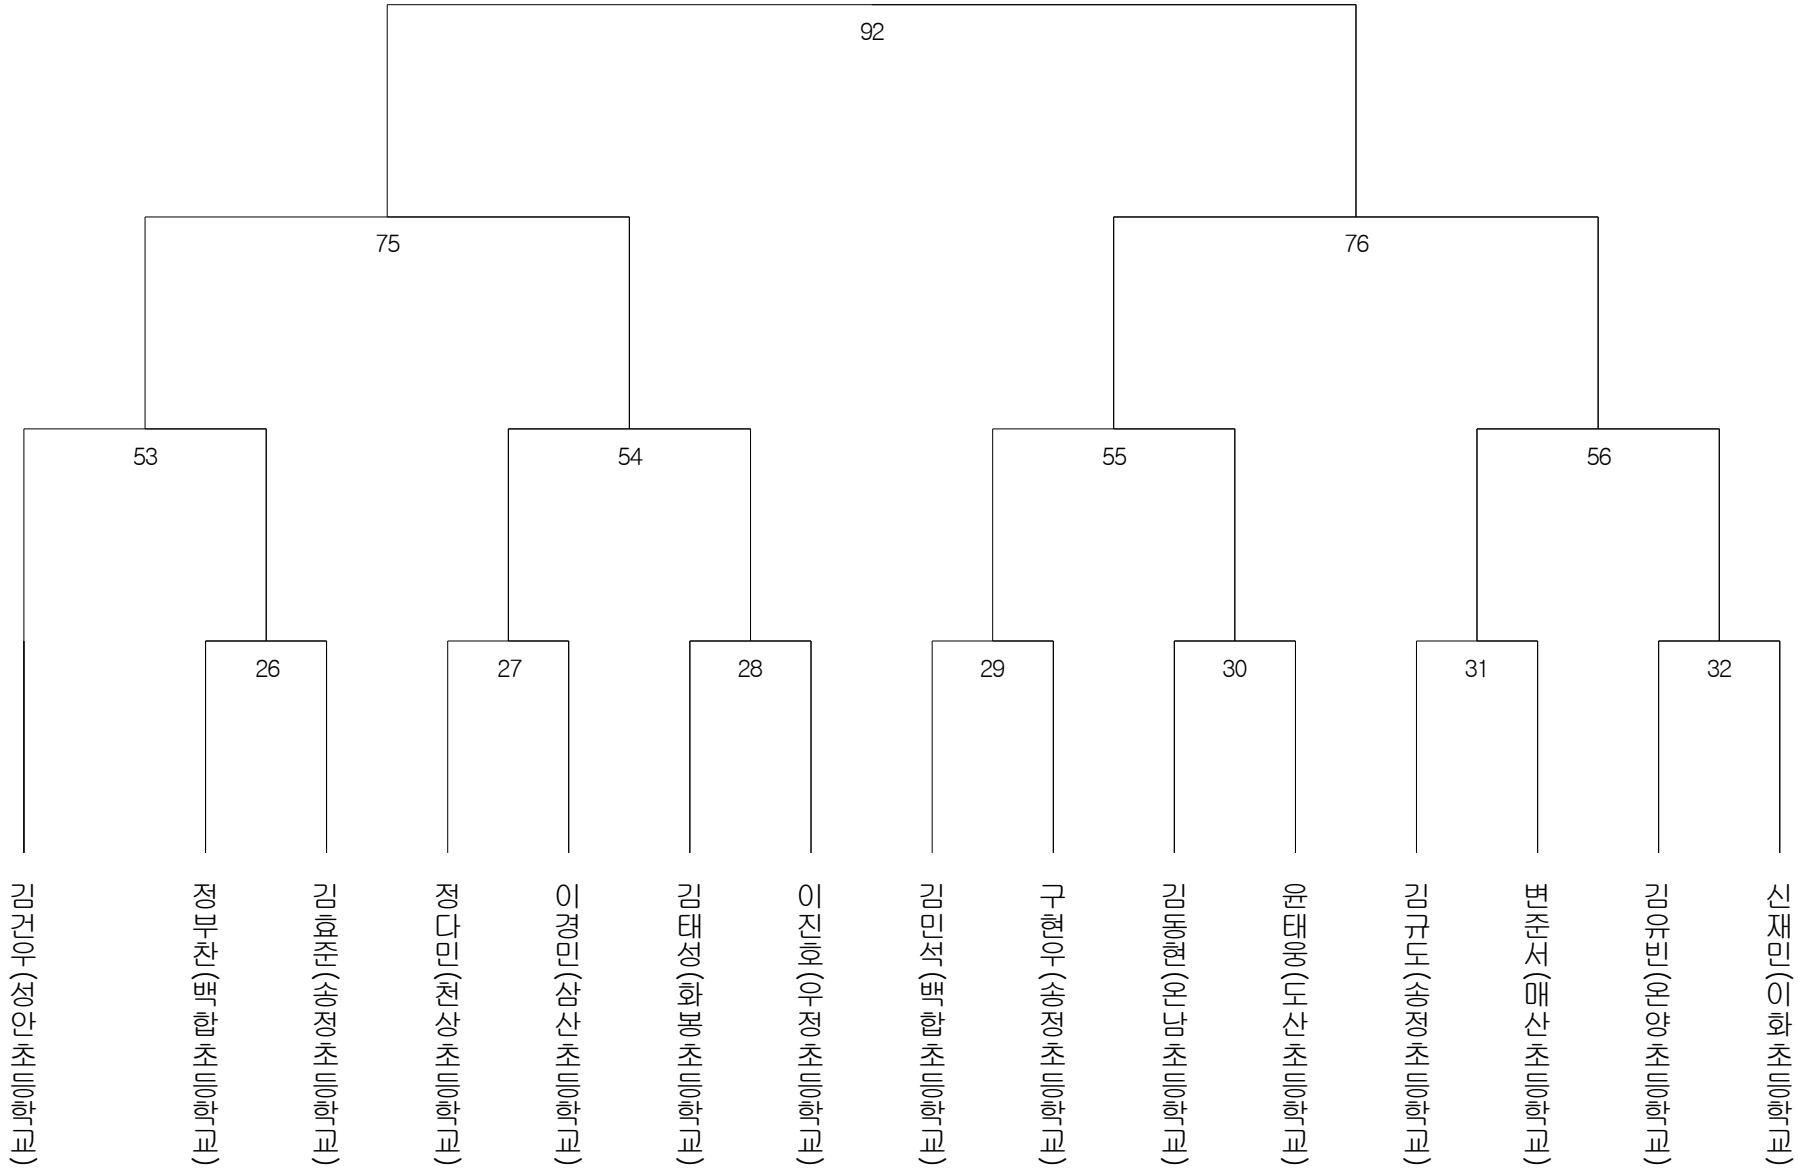 92
75
76
53
54
55
56
26
27
28
29
30
31
32
김건우(성안초등학교)
정부찬(백합초등학교)
김효준(송정초등학교)
정다민(천상초등학교)
이경민(삼산초등학교)
김태성(화봉초등학교)
이진호(우정초등학교)
김민석(백합초등학교)
구현우(송정초등학교)
김동현(온남초등학교)
윤태웅(도산초등학교)
김규도(송정초등학교)
변준서(매산초등학교)
김유빈(온양초등학교)
신재민(이화초등학교)